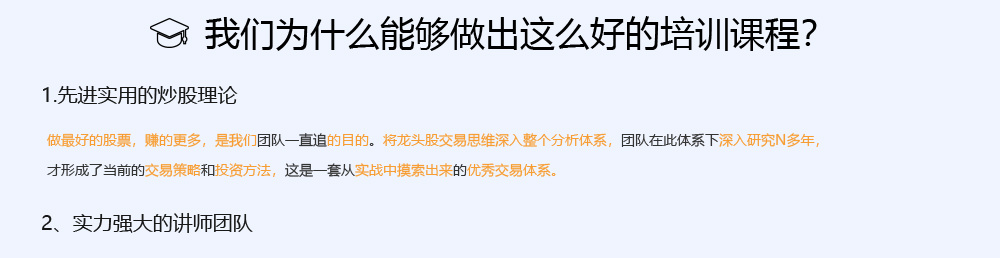 我们为什么能够做出这么好的培训课程？
1.先进实用的炒股理论
做最好的股票，赚的更多，是我们团队一直追的目的。将龙头股交易思维深入整个分析体系，团队在此体系下深入研究N多年，
才形成了当前的交易策略和投资方法，这是一套从实战中摸索出来的优秀交易体系。
2、实力强大的讲师团队